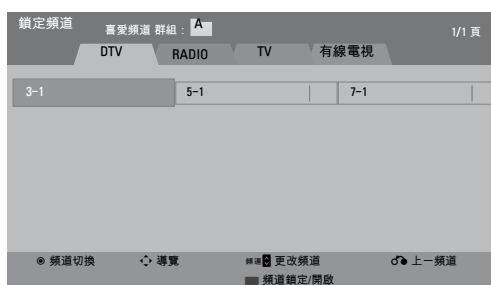 鎖定頻道 喜愛頻道 群組 : A 1/1 頁
DTV RADIO TV 有線電視
3-1 5-1 7-1
頻道切換 導覽 頻道 更改頻道 上一頻道
頻道鎖定/開啟